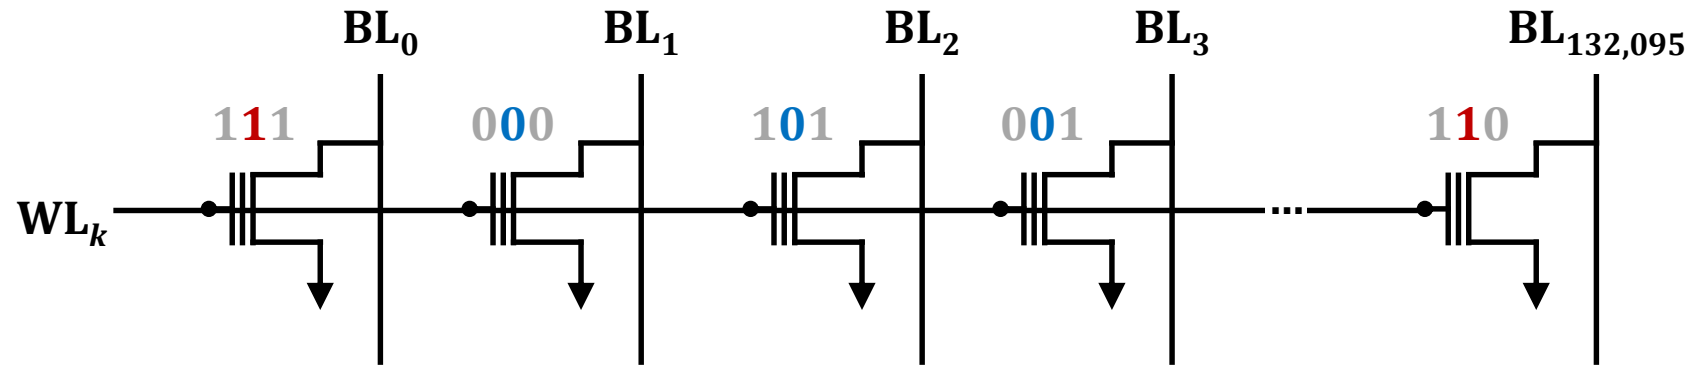 BL₀ BL₁ BL₂ BL₃ BL₁₃₂,₀₉₅
111 000 101 001 110
WLₖ ...